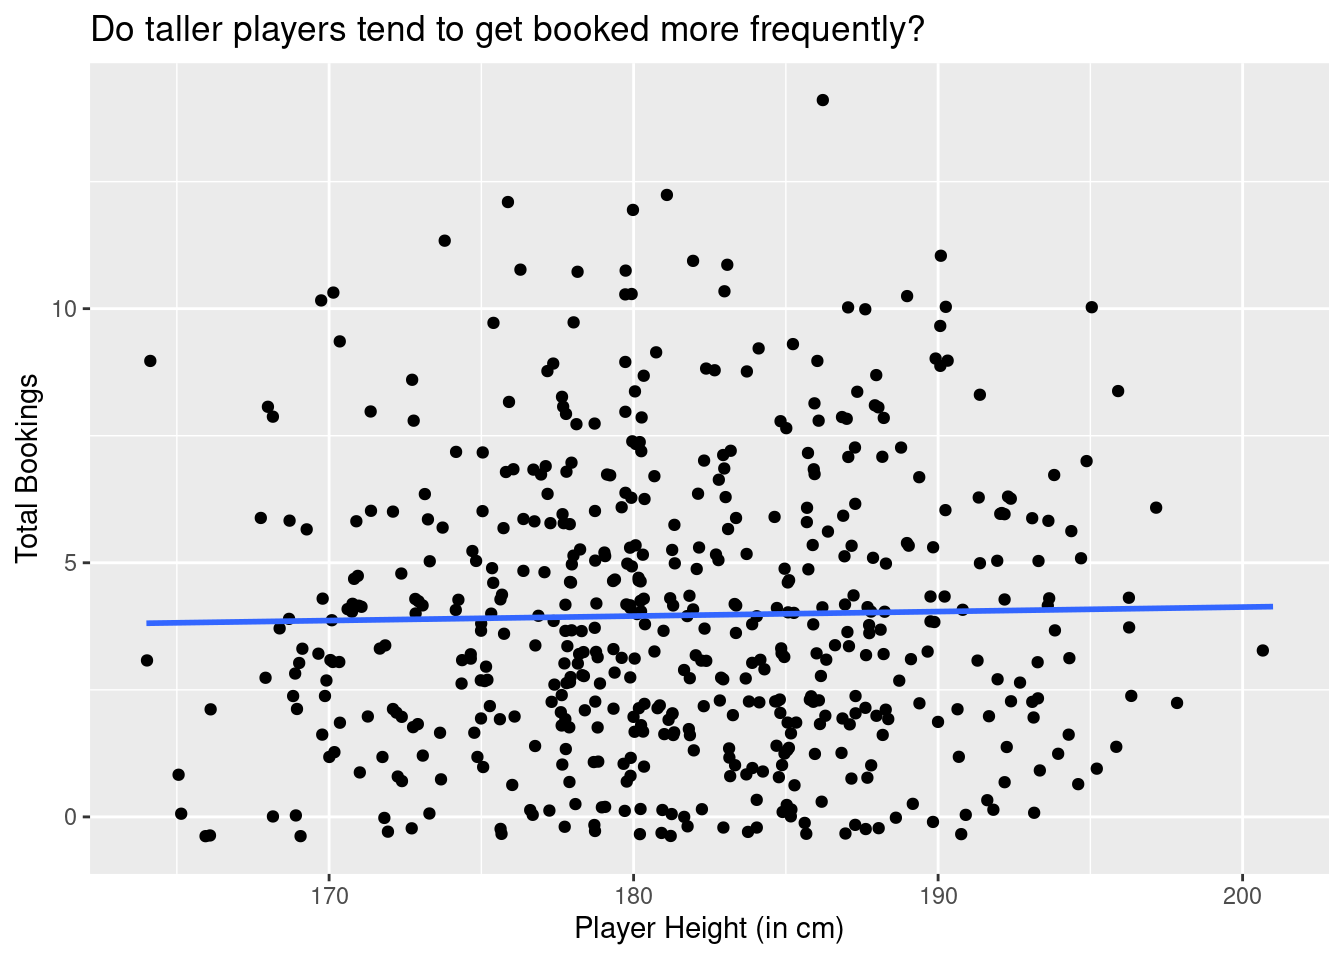 Do taller players tend to get booked more frequently?
Total Bookings
10
5
0
170
180
190
200
Player Height (in cm)